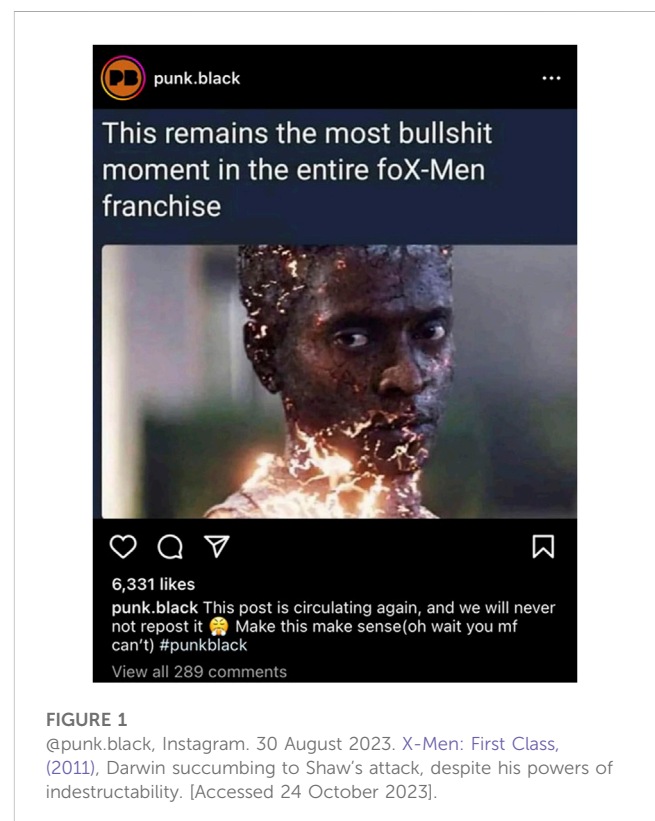 PB
punk.black
This remains the most bullshit
moment in the entire foX-Men
franchise
6,331 likes
punk.black This post is circulating again, and we will never
not repost it 😤 Make this make sense(oh wait you mf
can't) #punkblack
View all 289 comments
FIGURE 1
@punk.black, Instagram. 30 August 2023. X-Men: First Class,
(2011), Darwin succumbing to Shaw's attack, despite his powers of
indestructability. [Accessed 24 October 2023].